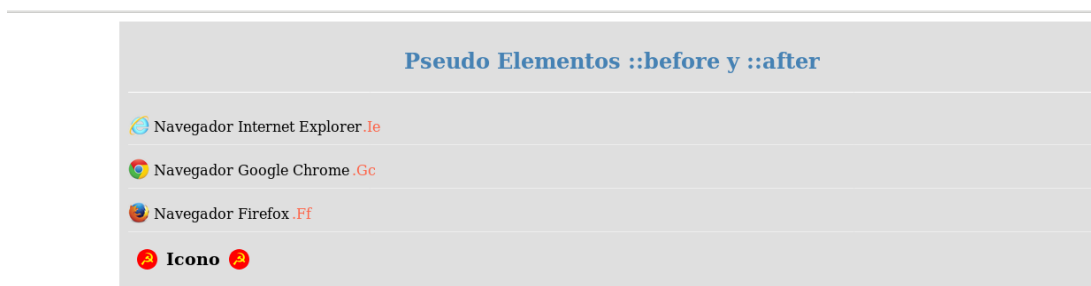 Pseudo Elementos ::before y ::after
Navegador Internet Explorer.Ie
Navegador Google Chrome.Gc
Navegador Firefox.Ff
☭ Icono ☭